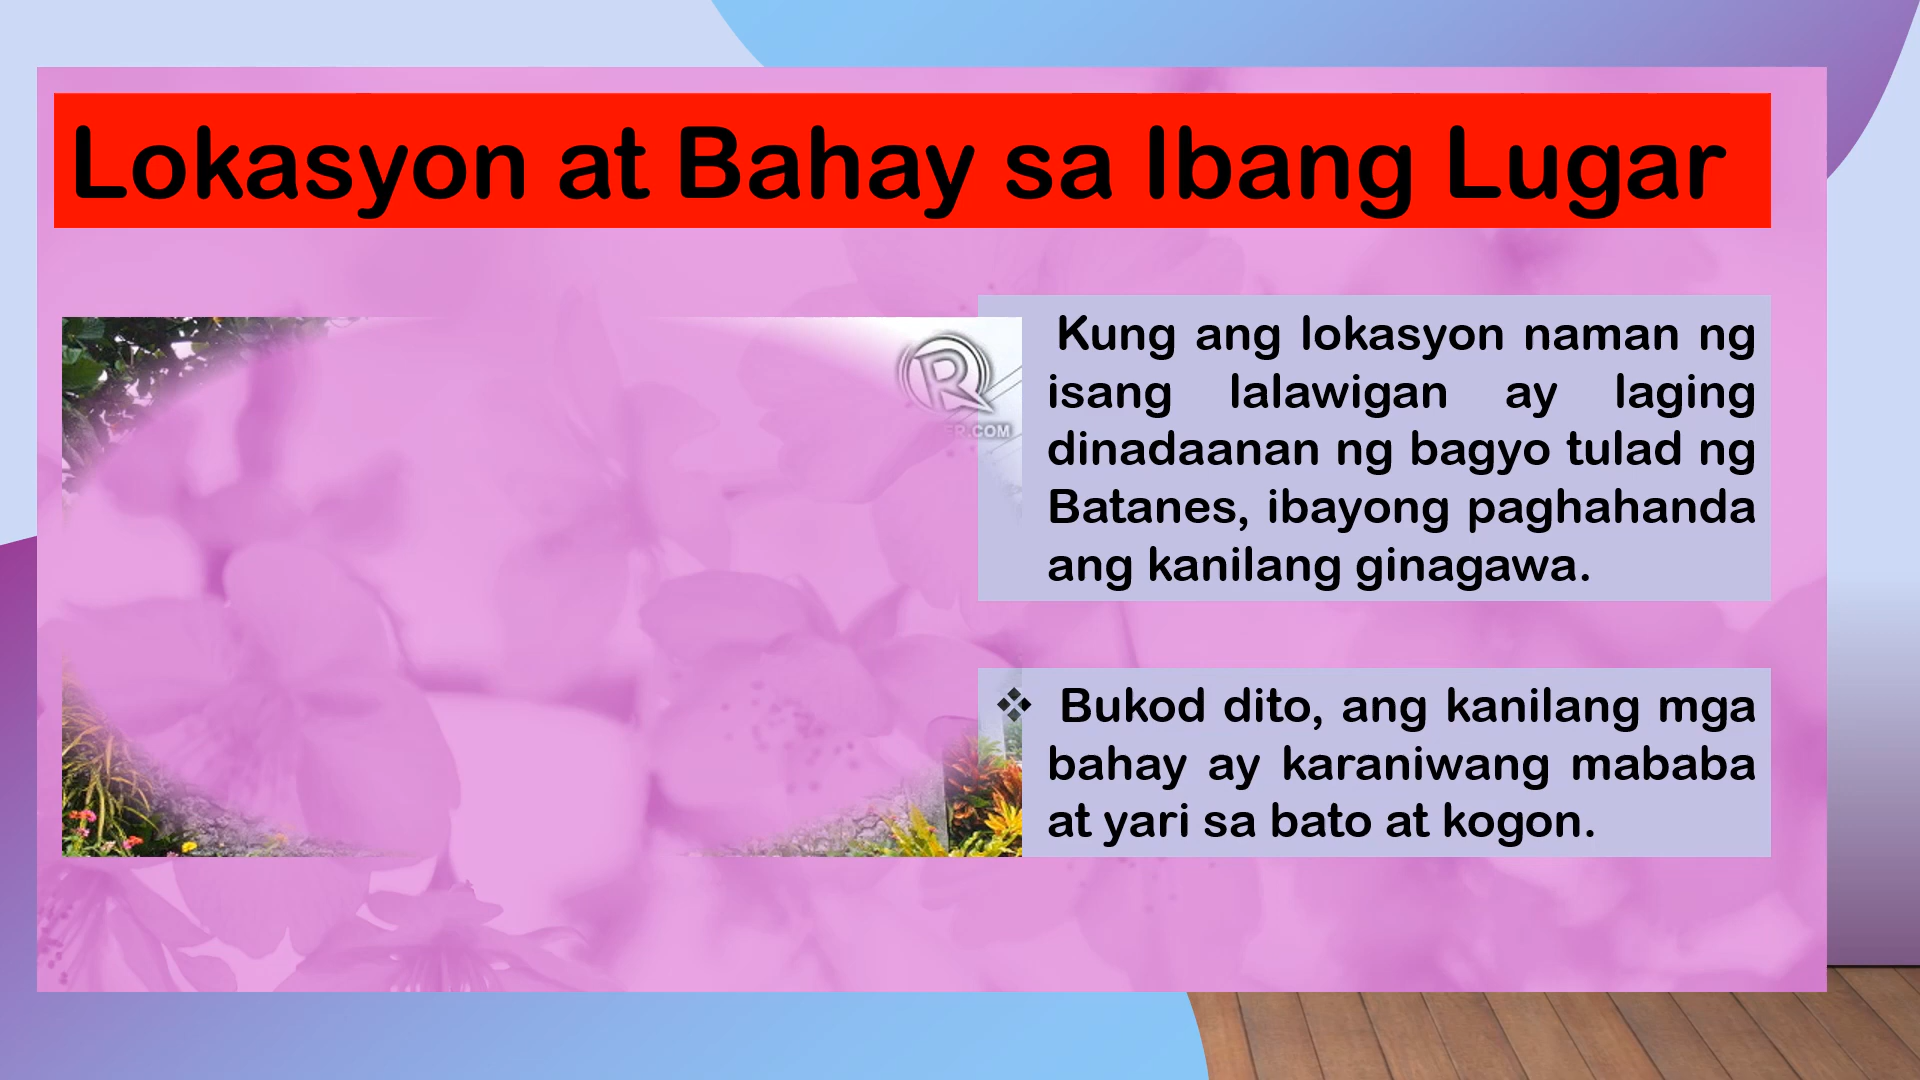 Lokasyon at Bahay sa Ibang Lugar
R
ER.COM
Kung ang lokasyon naman ng
isang lalawigan ay laging
dinadaanan ng bagyo tulad ng
Batanes, ibayong paghahanda
ang kanilang ginagawa.
❖ Bukod dito, ang kanilang mga
bahay ay karaniwang mababa
at yari sa bato at kogon.